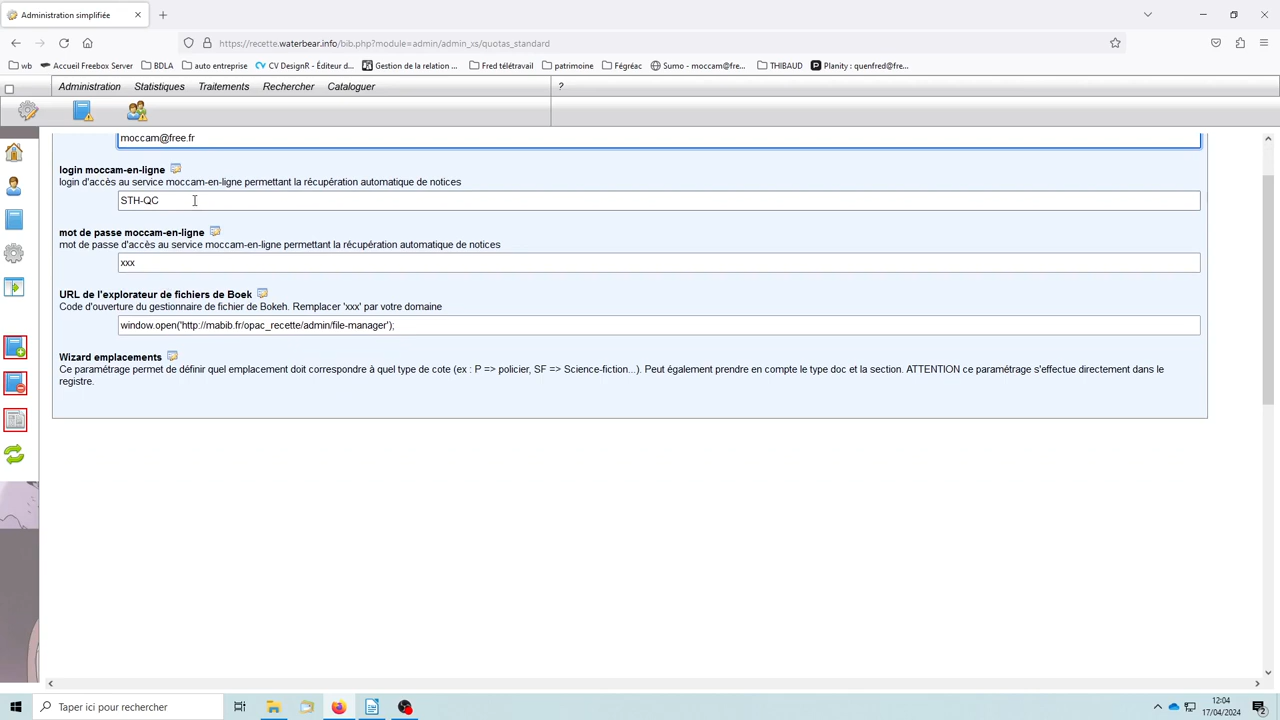 Administration simplifiée
https://recette.waterbear.info/bib.php?module=admin/admin_xs/quotas_standard
wb Accueil Freebox Server BDLA auto entreprise CV DesignR - Éditeur d... Gestion de la relation ... Fred télétravail patrimoine Fégréac Sumo - moccam@fre... THIBAUD Planity : quenfred@fre...
Administration Statistiques Traitements Rechercher Cataloguer ?
moccam@free.fr
login moccam-en-ligne
login d'accès au service moccam-en-ligne permettant la récupération automatique de notices
STH-QC
mot de passe moccam-en-ligne
mot de passe d'accès au service moccam-en-ligne permettant la récupération automatique de notices
xxx
URL de l'explorateur de fichiers de Boek
Code d'ouverture du gestionnaire de fichier de Bokeh. Remplacer 'xxx' par votre domaine
window.open('http://mabib.fr/opac_recette/admin/file-manager');
Wizard emplacements
Ce paramétrage permet de définir quel emplacement doit correspondre à quel type de cote (ex : P => policier, SF => Science-fiction...). Peut également prendre en compte le type doc et la section. ATTENTION ce paramétrage s'effectue directement dans le
registre.
Taper ici pour rechercher
12:04
17/04/2024
2